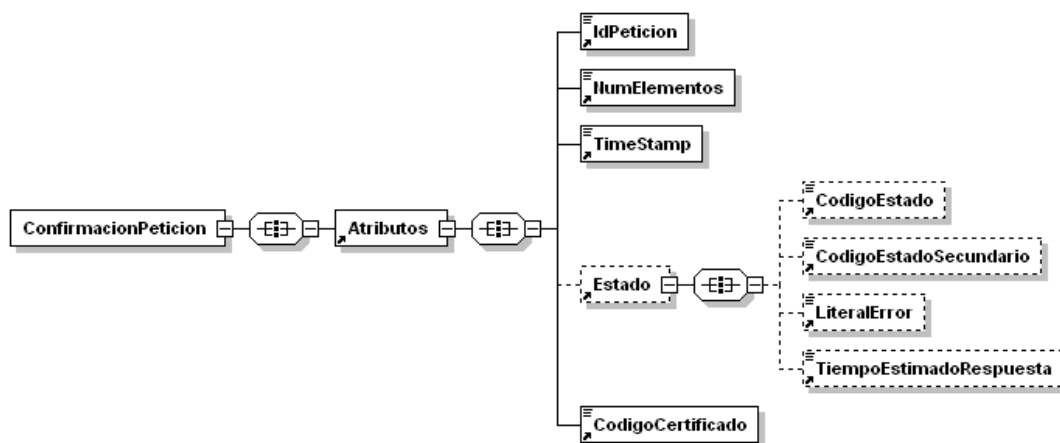 IdPeticion
NumElementos
TimeStamp
ConfirmacionPeticion
Atributos
Estado
CodigoEstado
CodigoEstadoSecundario
LiteralError
TiempoEstimadoRespuesta
CodigoCertificado